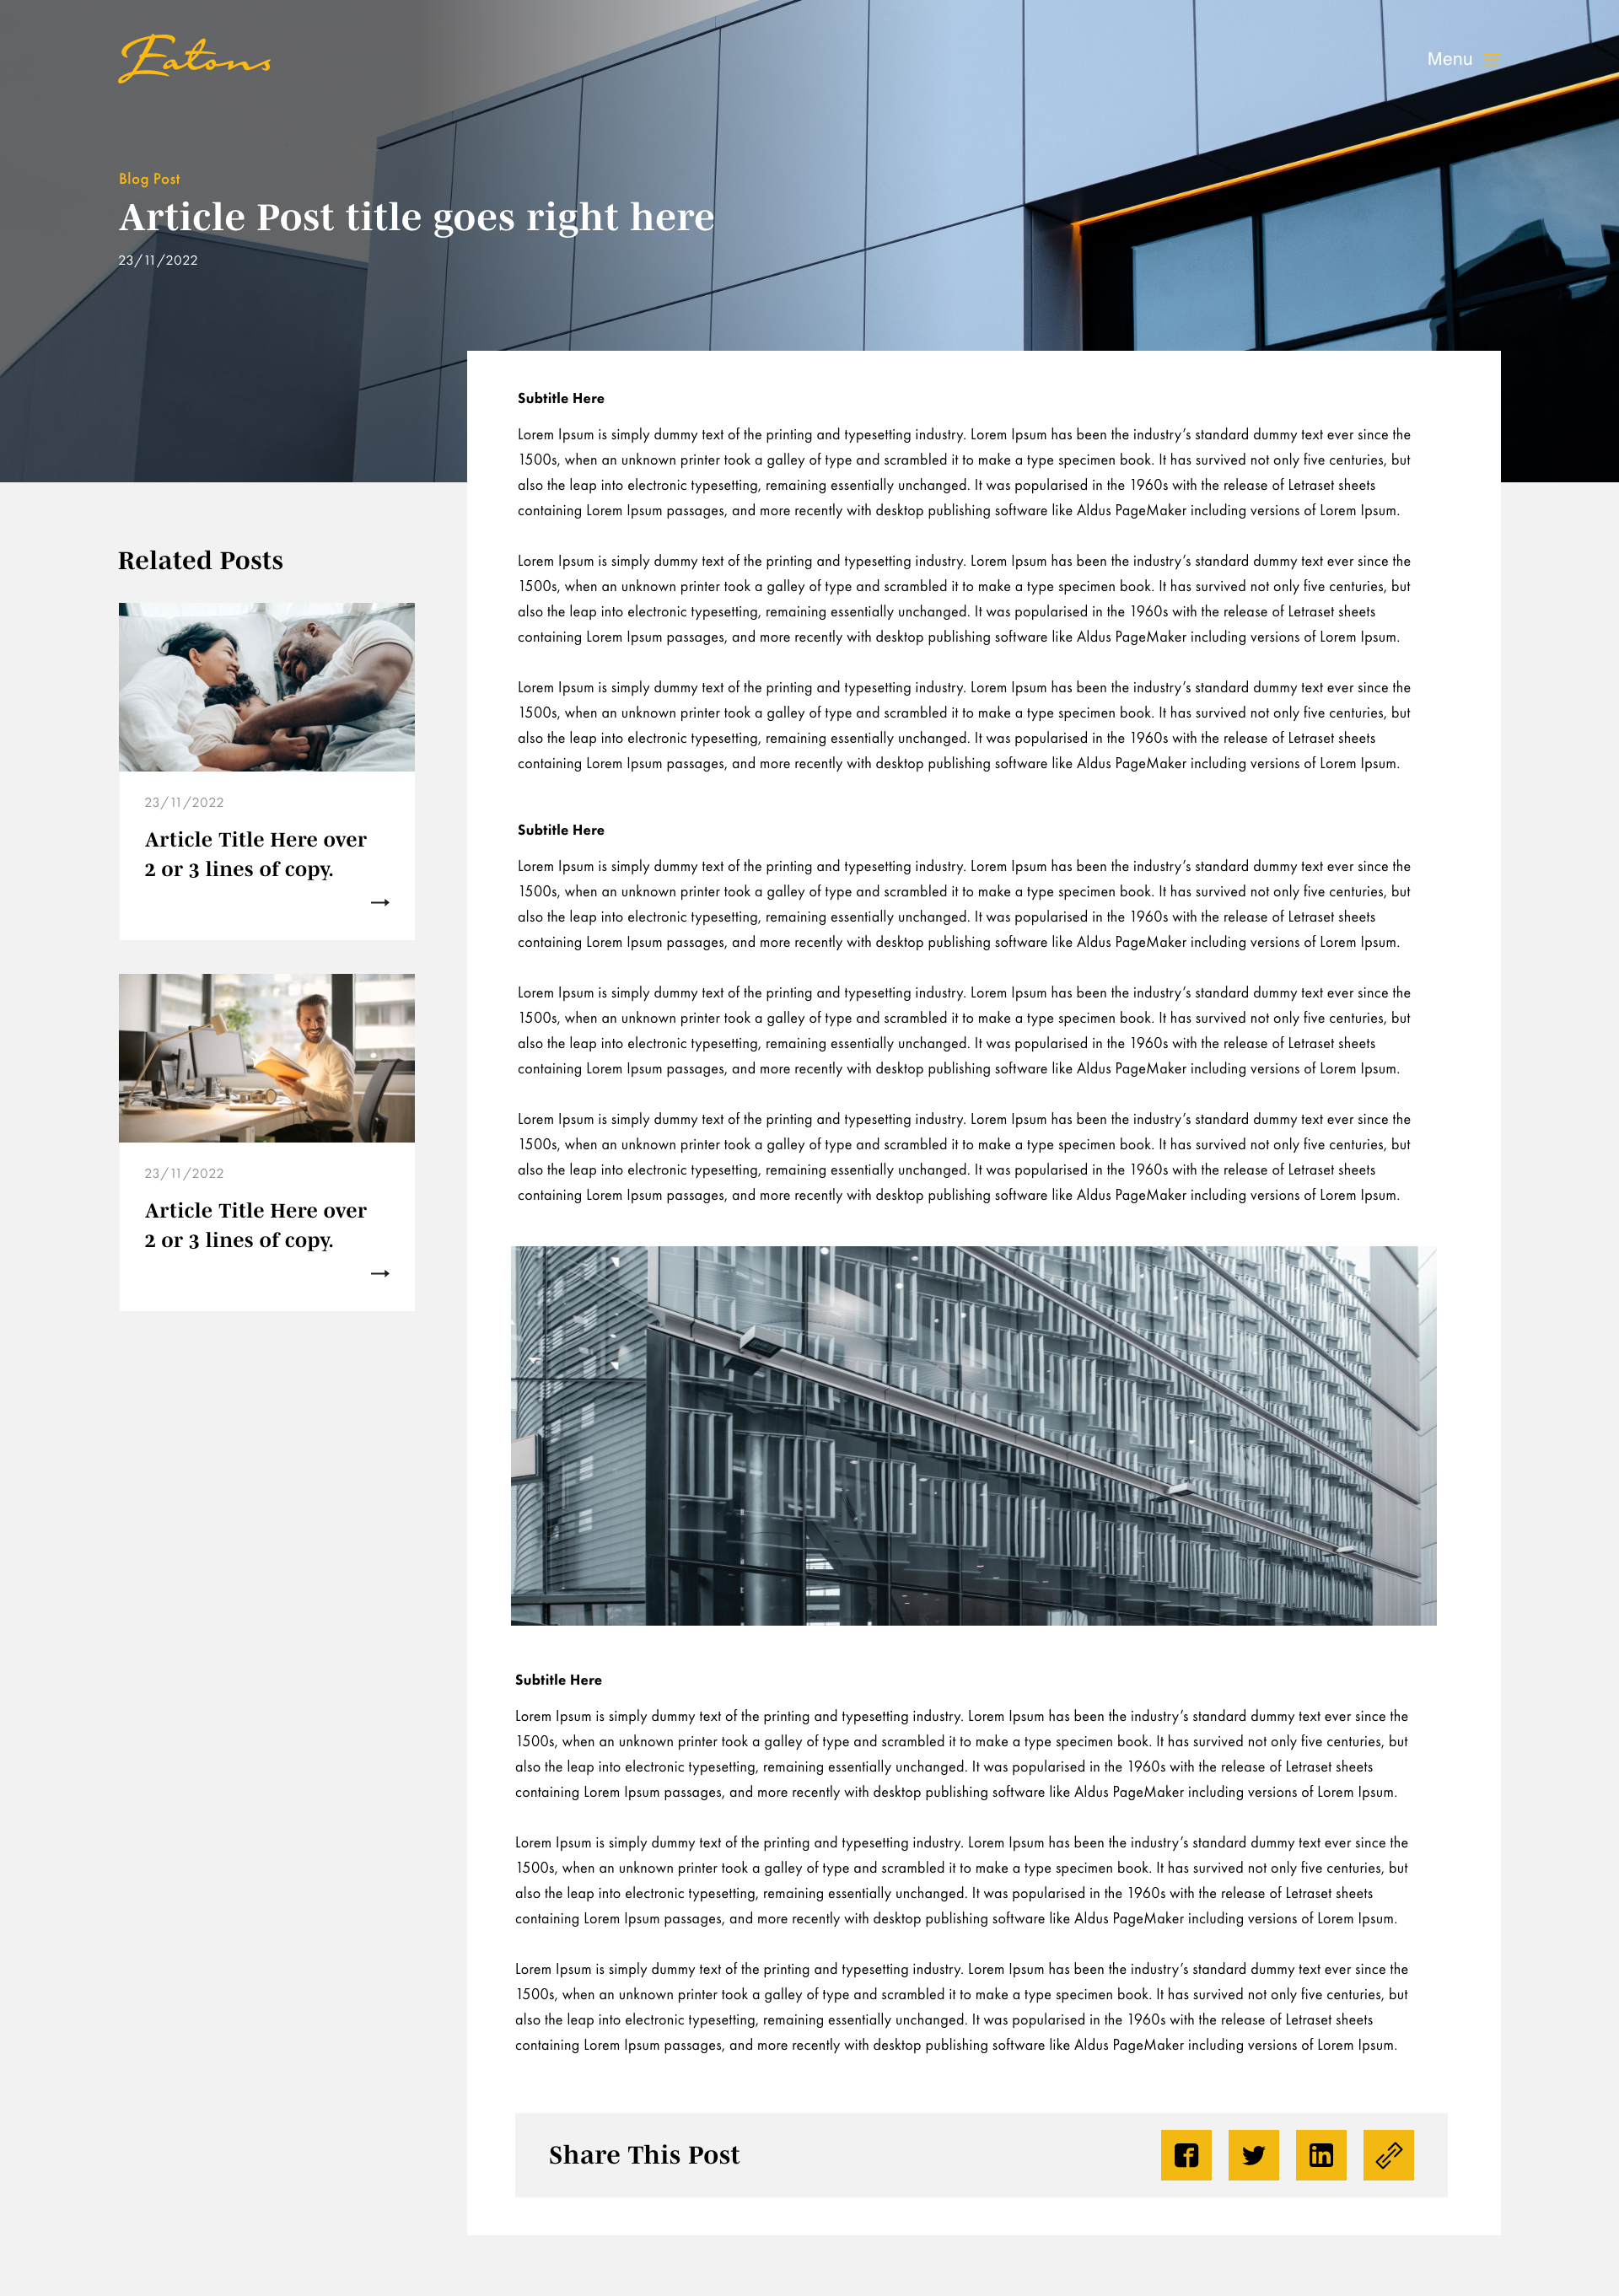 Eatons
Menu
Blog Post
Article Post title goes right here
23/11/2022
Related Posts
23/11/2022
Article Title Here over
2 or 3 lines of copy.
23/11/2022
Article Title Here over
2 or 3 lines of copy.
Subtitle Here
Lorem Ipsum is simply dummy text of the printing and typesetting industry. Lorem Ipsum has been the industry’s standard dummy text ever since the
1500s, when an unknown printer took a galley of type and scrambled it to make a type specimen book. It has survived not only five centuries, but
also the leap into electronic typesetting, remaining essentially unchanged. It was popularised in the 1960s with the release of Letraset sheets
containing Lorem Ipsum passages, and more recently with desktop publishing software like Aldus PageMaker including versions of Lorem Ipsum.
Lorem Ipsum is simply dummy text of the printing and typesetting industry. Lorem Ipsum has been the industry’s standard dummy text ever since the
1500s, when an unknown printer took a galley of type and scrambled it to make a type specimen book. It has survived not only five centuries, but
also the leap into electronic typesetting, remaining essentially unchanged. It was popularised in the 1960s with the release of Letraset sheets
containing Lorem Ipsum passages, and more recently with desktop publishing software like Aldus PageMaker including versions of Lorem Ipsum.
Lorem Ipsum is simply dummy text of the printing and typesetting industry. Lorem Ipsum has been the industry’s standard dummy text ever since the
1500s, when an unknown printer took a galley of type and scrambled it to make a type specimen book. It has survived not only five centuries, but
also the leap into electronic typesetting, remaining essentially unchanged. It was popularised in the 1960s with the release of Letraset sheets
containing Lorem Ipsum passages, and more recently with desktop publishing software like Aldus PageMaker including versions of Lorem Ipsum.
Subtitle Here
Lorem Ipsum is simply dummy text of the printing and typesetting industry. Lorem Ipsum has been the industry’s standard dummy text ever since the
1500s, when an unknown printer took a galley of type and scrambled it to make a type specimen book. It has survived not only five centuries, but
also the leap into electronic typesetting, remaining essentially unchanged. It was popularised in the 1960s with the release of Letraset sheets
containing Lorem Ipsum passages, and more recently with desktop publishing software like Aldus PageMaker including versions of Lorem Ipsum.
Lorem Ipsum is simply dummy text of the printing and typesetting industry. Lorem Ipsum has been the industry’s standard dummy text ever since the
1500s, when an unknown printer took a galley of type and scrambled it to make a type specimen book. It has survived not only five centuries, but
also the leap into electronic typesetting, remaining essentially unchanged. It was popularised in the 1960s with the release of Letraset sheets
containing Lorem Ipsum passages, and more recently with desktop publishing software like Aldus PageMaker including versions of Lorem Ipsum.
Lorem Ipsum is simply dummy text of the printing and typesetting industry. Lorem Ipsum has been the industry’s standard dummy text ever since the
1500s, when an unknown printer took a galley of type and scrambled it to make a type specimen book. It has survived not only five centuries, but
also the leap into electronic typesetting, remaining essentially unchanged. It was popularised in the 1960s with the release of Letraset sheets
containing Lorem Ipsum passages, and more recently with desktop publishing software like Aldus PageMaker including versions of Lorem Ipsum.
Subtitle Here
Lorem Ipsum is simply dummy text of the printing and typesetting industry. Lorem Ipsum has been the industry’s standard dummy text ever since the
1500s, when an unknown printer took a galley of type and scrambled it to make a type specimen book. It has survived not only five centuries, but
also the leap into electronic typesetting, remaining essentially unchanged. It was popularised in the 1960s with the release of Letraset sheets
containing Lorem Ipsum passages, and more recently with desktop publishing software like Aldus PageMaker including versions of Lorem Ipsum.
Lorem Ipsum is simply dummy text of the printing and typesetting industry. Lorem Ipsum has been the industry’s standard dummy text ever since the
1500s, when an unknown printer took a galley of type and scrambled it to make a type specimen book. It has survived not only five centuries, but
also the leap into electronic typesetting, remaining essentially unchanged. It was popularised in the 1960s with the release of Letraset sheets
containing Lorem Ipsum passages, and more recently with desktop publishing software like Aldus PageMaker including versions of Lorem Ipsum.
Lorem Ipsum is simply dummy text of the printing and typesetting industry. Lorem Ipsum has been the industry’s standard dummy text ever since the
1500s, when an unknown printer took a galley of type and scrambled it to make a type specimen book. It has survived not only five centuries, but
also the leap into electronic typesetting, remaining essentially unchanged. It was popularised in the 1960s with the release of Letraset sheets
containing Lorem Ipsum passages, and more recently with desktop publishing software like Aldus PageMaker including versions of Lorem Ipsum.
Share This Post